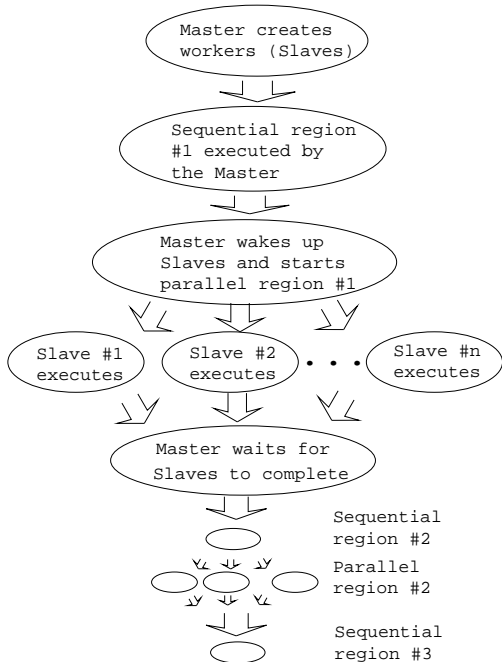 Master creates
workers (Slaves)
Sequential region
#1 executed by
the Master
Master wakes up
Slaves and starts
parallel region #1
Slave #1
executes
Slave #2
executes
Slave #n
executes
Master waits for
Slaves to complete
Sequential
region #2
Parallel
region #2
Sequential
region #3